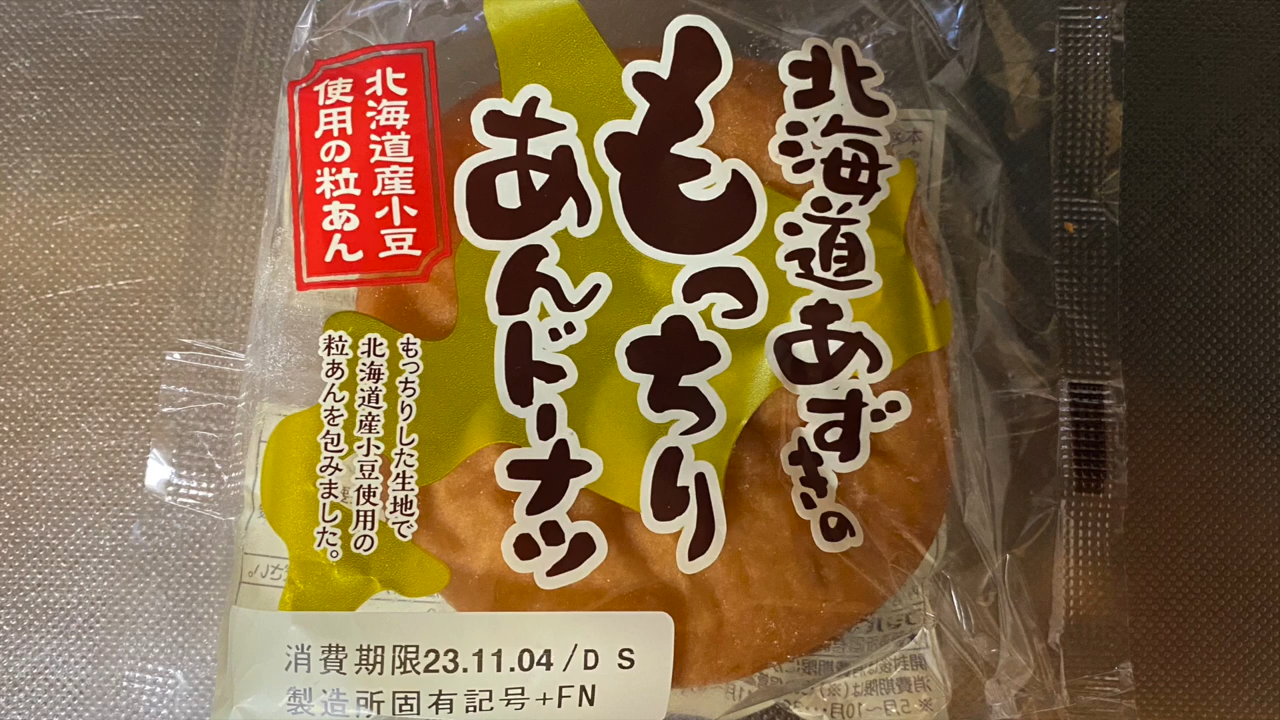 北海道あずきの
もっちり
あんドーナツ
北海道産小豆
使用の粒あん
もっちりした生地で
北海道産小豆使用の
粒あんを包みました。
消費期限23.11.04/D S
製造所固有記号+FN